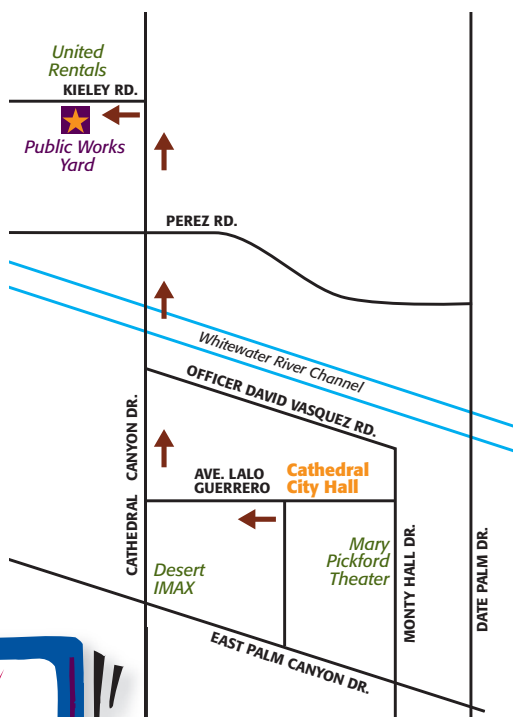 United
Rentals
KIELEY RD.
Public Works
Yard
PEREZ RD.
Whitewater River Channel
OFFICER DAVID VASQUEZ RD.
CATHEDRAL CANYON DR.
AVE. LALO
GUERRERO
Cathedral
City Hall
Desert
IMAX
Mary
Pickford
Theater
MONTY HALL DR.
DATE PALM DR.
EAST PALM CANYON DR.